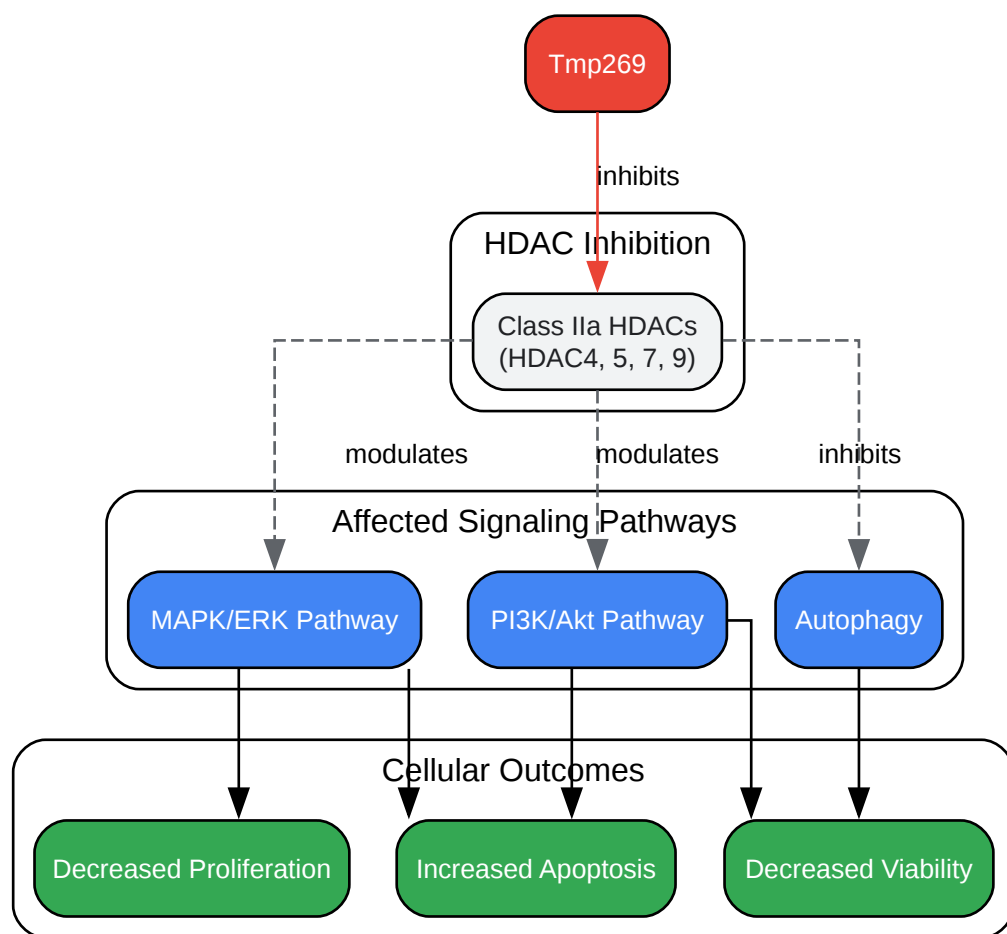 Tmp269
inhibits
HDAC Inhibition
Class IIa HDACs
(HDAC4, 5, 7, 9)
modulates
modulates
inhibits
Affected Signaling Pathways
MAPK/ERK Pathway
PI3K/Akt Pathway
Autophagy
Cellular Outcomes
Decreased Proliferation
Increased Apoptosis
Decreased Viability